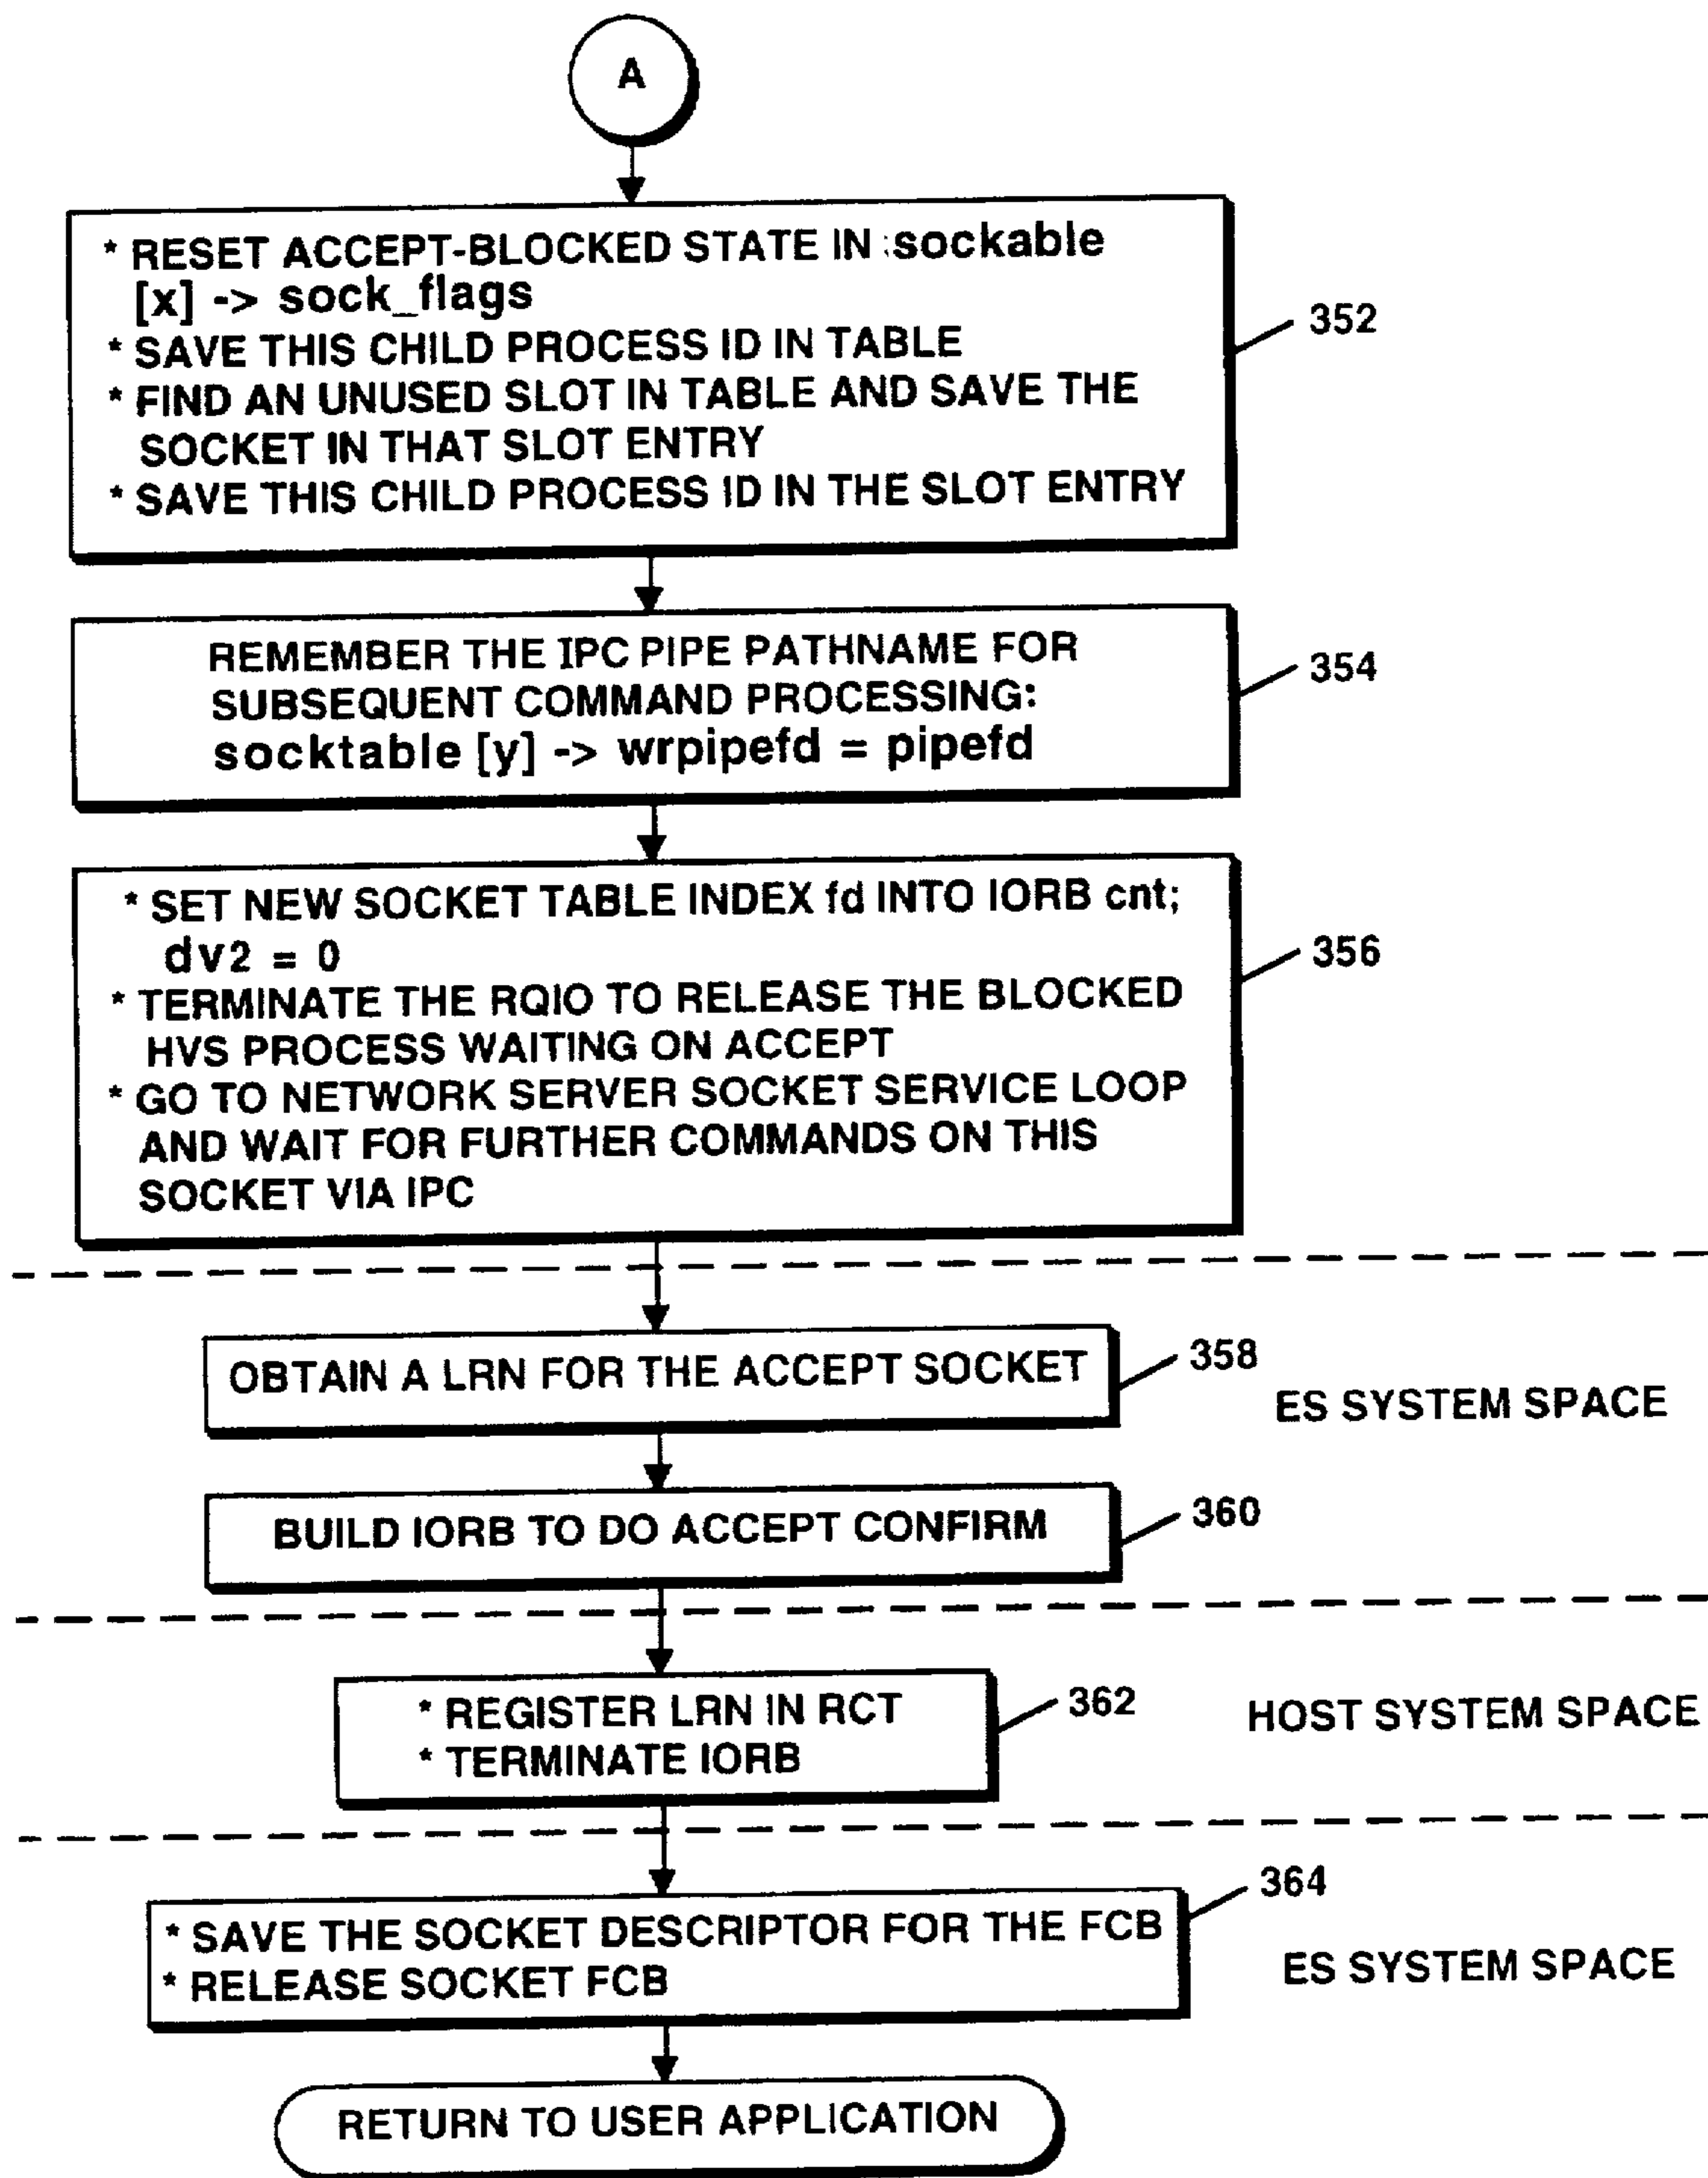 A
* RESET ACCEPT-BLOCKED STATE IN sockable
[x] -> sock_flags
* SAVE THIS CHILD PROCESS ID IN TABLE
* FIND AN UNUSED SLOT IN TABLE AND SAVE THE
SOCKET IN THAT SLOT ENTRY
* SAVE THIS CHILD PROCESS ID IN THE SLOT ENTRY
352
REMEMBER THE IPC PIPE PATHNAME FOR
SUBSEQUENT COMMAND PROCESSING:
socktable [y] -> wrpipefd = pipefd
354
* SET NEW SOCKET TABLE INDEX fd INTO IORB cnt;
dv2 = 0
* TERMINATE THE RQIO TO RELEASE THE BLOCKED
HVS PROCESS WAITING ON ACCEPT
* GO TO NETWORK SERVER SOCKET SERVICE LOOP
AND WAIT FOR FURTHER COMMANDS ON THIS
SOCKET VIA IPC
356
OBTAIN A LRN FOR THE ACCEPT SOCKET
358
ES SYSTEM SPACE
BUILD IORB TO DO ACCEPT CONFIRM
360
* REGISTER LRN IN RCT
* TERMINATE IORB
362
HOST SYSTEM SPACE
* SAVE THE SOCKET DESCRIPTOR FOR THE FCB
* RELEASE SOCKET FCB
364
ES SYSTEM SPACE
RETURN TO USER APPLICATION